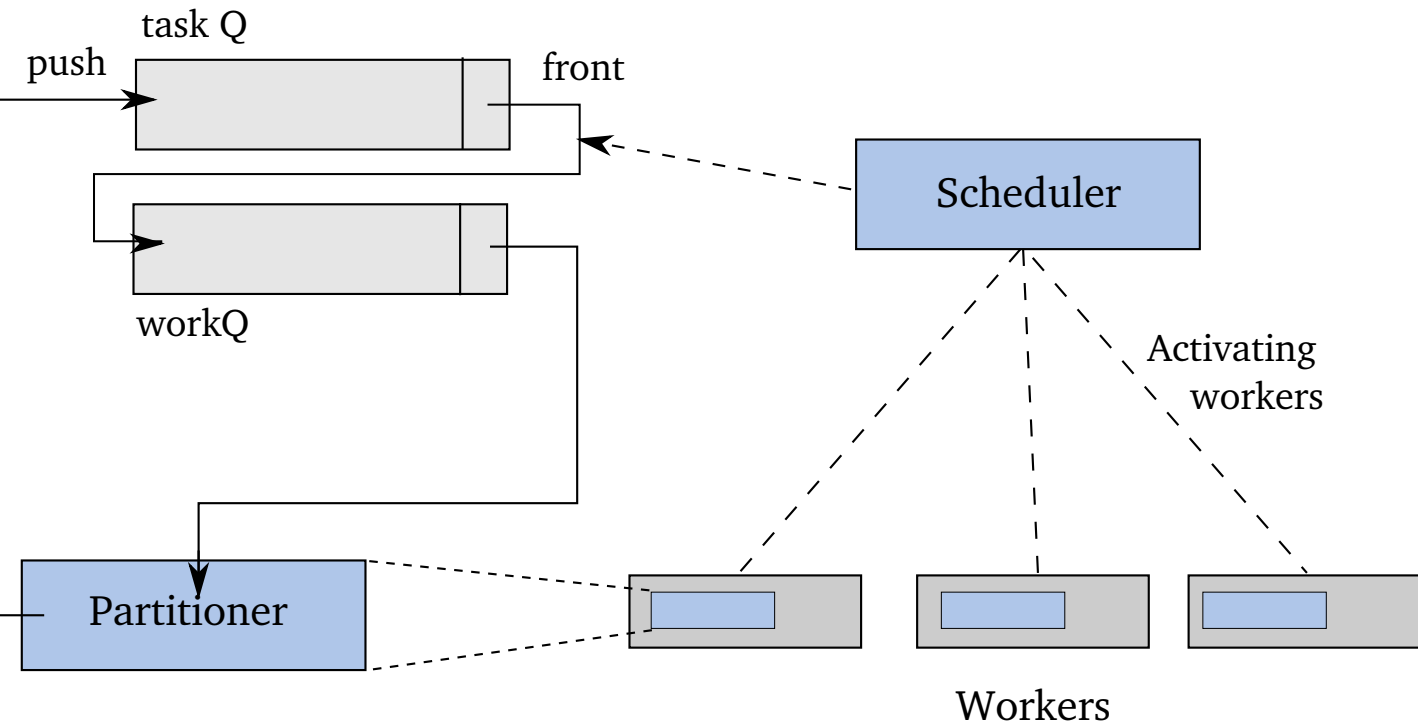 task Q
push
front
Scheduler
workQ
Activating
workers
Partitioner
Workers